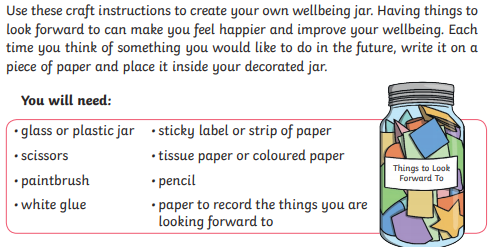 Use these craft instructions to create your own wellbeing jar. Having things to
look forward to can make you feel happier and improve your wellbeing. Each
time you think of something you would like to do in the future, write it on a
piece of paper and place it inside your decorated jar.
You will need:
• glass or plastic jar
• scissors
• paintbrush
• white glue
• sticky label or strip of paper
• tissue paper or coloured paper
• pencil
• paper to record the things you are
looking forward to
Things to Look
Forward To